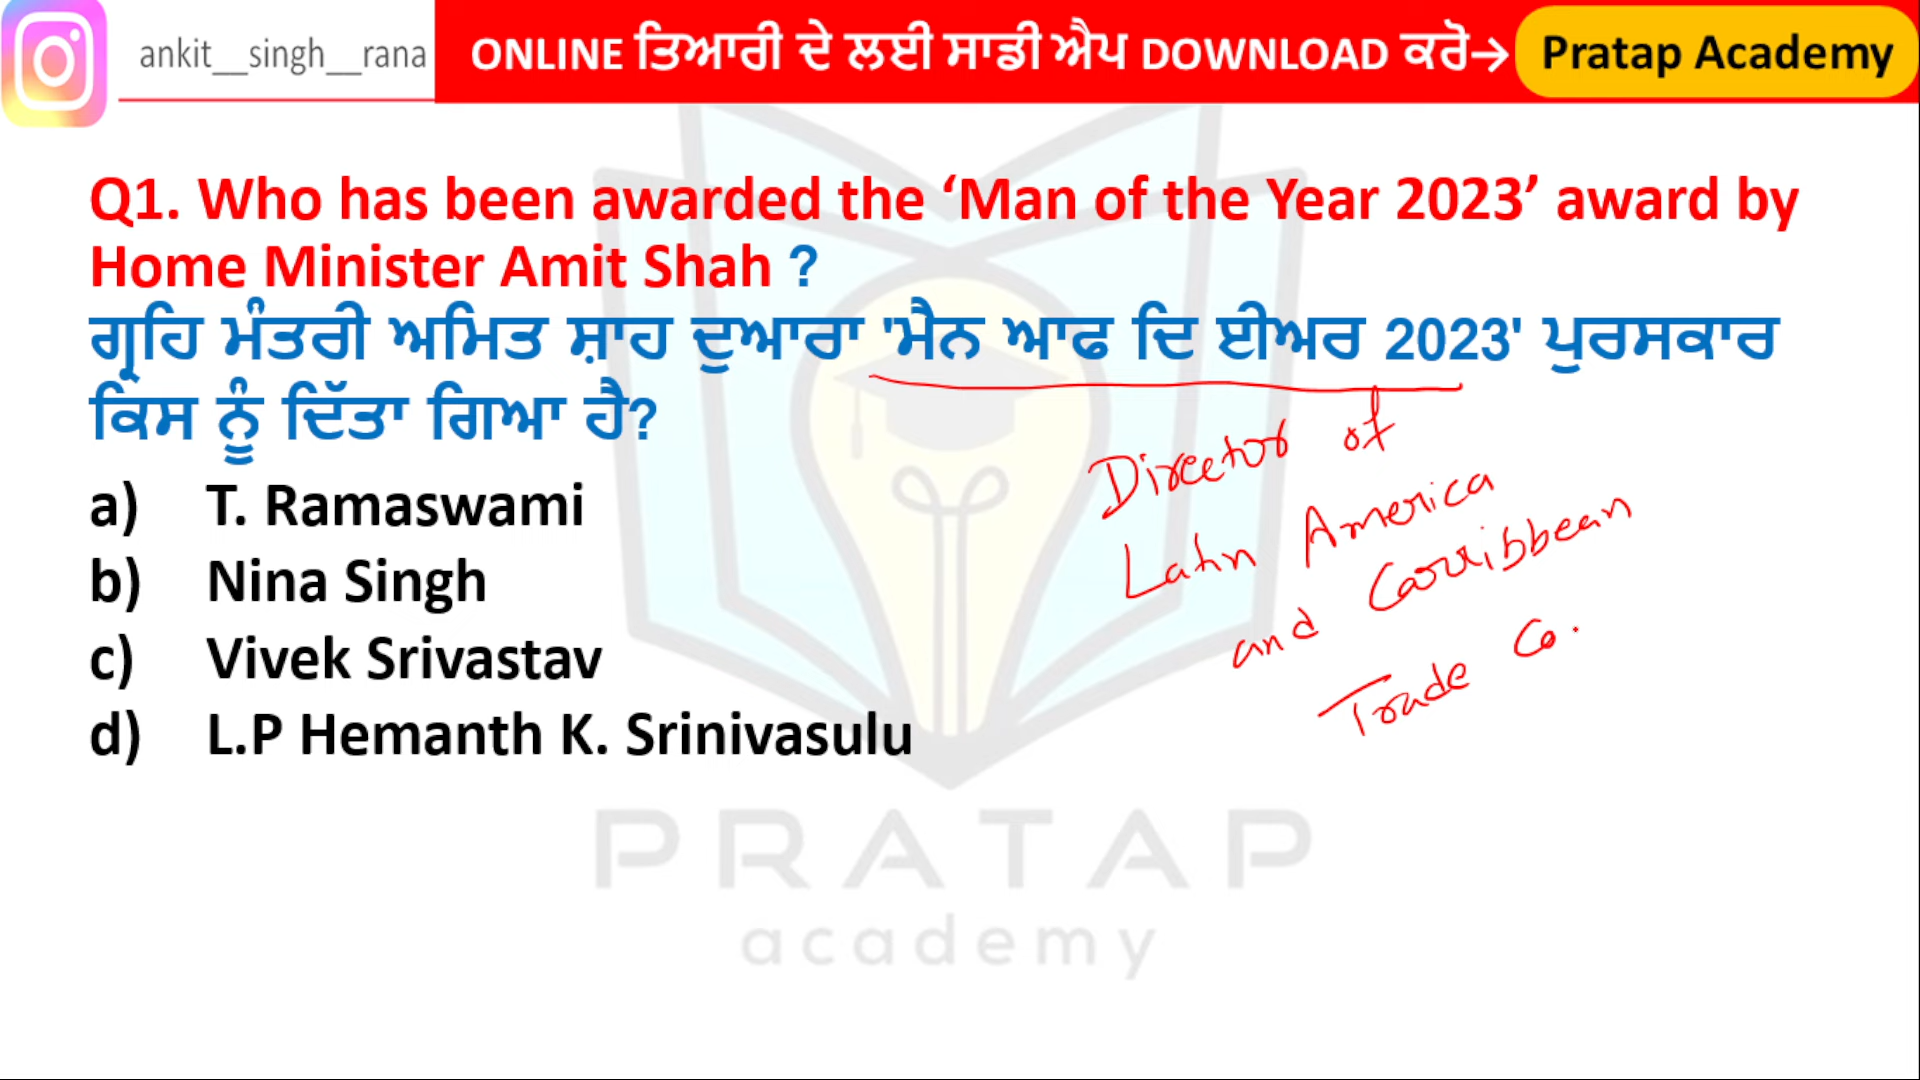 ankit__singh__rana
ONLINE ਤਿਆਰੀ ਦੇ ਲਈ ਸਾਡੀ ਐਪ DOWNLOAD ਕਰੋ→
Pratap Academy
Q1. Who has been awarded the ‘Man of the Year 2023’ award by
Home Minister Amit Shah ?
ਗ੍ਰਹਿ ਮੰਤਰੀ ਅਮਿਤ ਸ਼ਾਹ ਦੁਆਰਾ 'ਮੈਨ ਆਫ ਦਿ ਈਅਰ 2023' ਪੁਰਸਕਾਰ
ਕਿਸ ਨੂੰ ਦਿੱਤਾ ਗਿਆ ਹੈ?
a) T. Ramaswami
b) Nina Singh
c) Vivek Srivastav
d) L.P Hemanth K. Srinivasulu
Director of
Latin America
and Carribbean
Trade Co.
PRATAP
academy